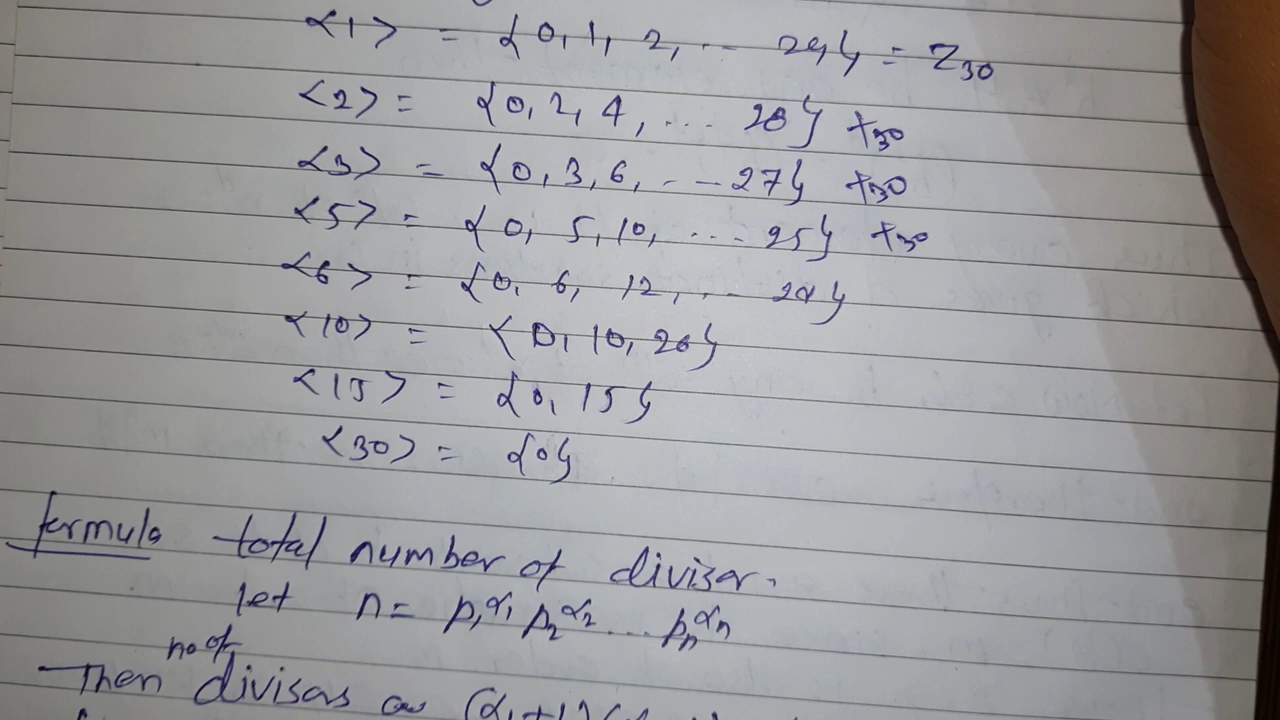 <1> = {0, 1, 2, ... 29} = Z30
<2> = {0, 2, 4, ... 28} +30
<3> = {0, 3, 6, ... 27} +30
<5> = {0, 5, 10, ... 25} +30
<6> = {0, 6, 12, ... 24}
<10> = {0, 10, 20}
<15> = {0, 15}
<30> = {0}
formula total number of divisor.
let n = p1^α1 p2^α2 ... pn^αn
no of
Then divisors are (α1+1)